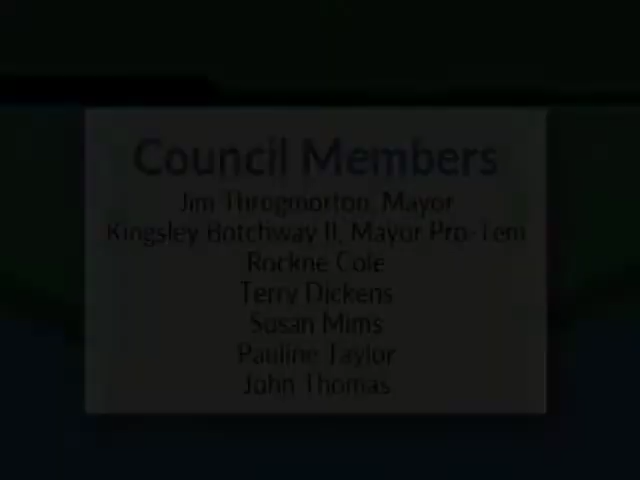 Council Members
Jim Throgmorton, Mayor
Kingsley Botchway II, Mayor Pro-Tem
Rockne Cole
Terry Dickens
Susan Mims
Pauline Taylor
John Thomas